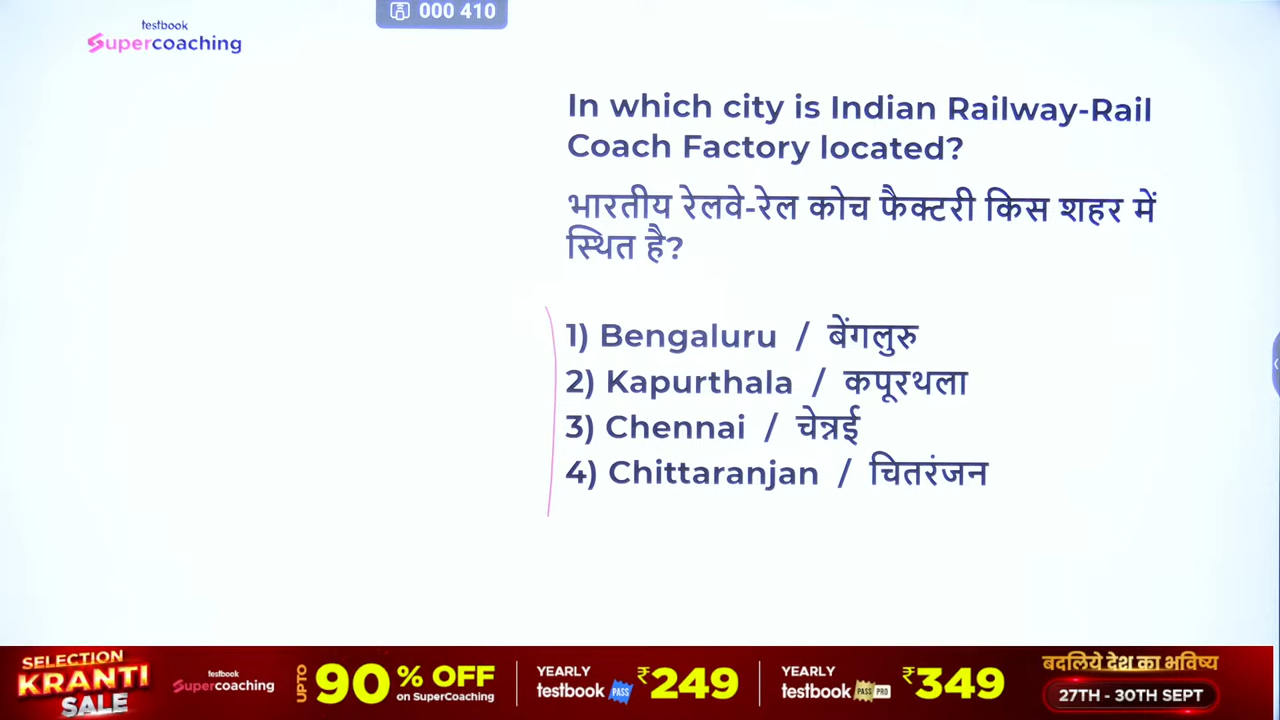 testbook
Supercoaching
000 410
In which city is Indian Railway-Rail
Coach Factory located?
भारतीय रेलवे-रेल कोच फैक्टरी किस शहर में
स्थित है?
1) Bengaluru / बेंगलुरु
2) Kapurthala / कपूरथला
3) Chennai / चेन्नई
4) Chittaranjan / चितरंजन
SELECTION
KRANTI
SALE
testbook
Supercoaching
UPTO
90% OFF
on SuperCoaching
YEARLY
testbook PASS
₹249
YEARLY
testbook PASS PRO
₹349
बदलिये देश का भविष्य
27TH - 30TH SEPT